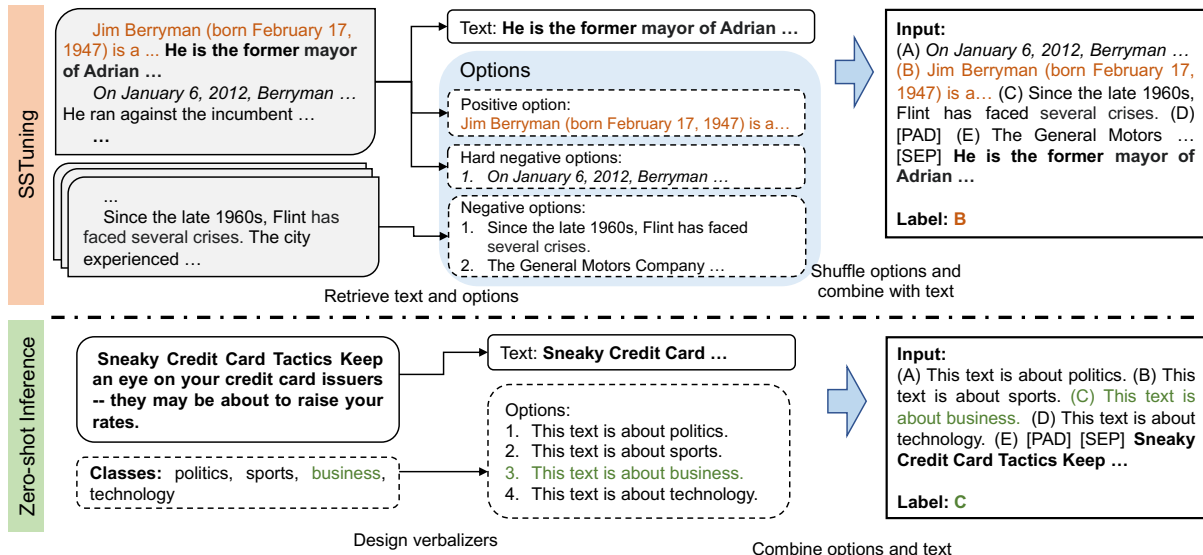 SSTuning
Jim Berryman (born February 17,
1947) is a ... He is the former mayor
of Adrian …
On January 6, 2012, Berryman …
He ran against the incumbent …
…
...
Since the late 1960s, Flint has
faced several crises. The city
experienced …
Retrieve text and options
Text: He is the former mayor of Adrian …
Options
Positive option:
Jim Berryman (born February 17, 1947) is a…
Hard negative options:
1. On January 6, 2012, Berryman …
Negative options:
1. Since the late 1960s, Flint has faced
several crises.
2. The General Motors Company …
Shuffle options and
combine with text
Input:
(A) On January 6, 2012, Berryman …
(B) Jim Berryman (born February 17,
1947) is a… (C) Since the late 1960s,
Flint has faced several crises. (D)
[PAD] (E) The General Motors …
[SEP] He is the former mayor of
Adrian …
Label: B
Zero-shot Inference
Sneaky Credit Card Tactics Keep
an eye on your credit card issuers
-- they may be about to raise your
rates.
Classes: politics, sports, business,
technology
Design verbalizers
Text: Sneaky Credit Card …
Options:
1. This text is about politics.
2. This text is about sports.
3. This text is about business.
4. This text is about technology.
Combine options and text
Input:
(A) This text is about politics. (B) This
text is about sports. (C) This text is
about business. (D) This text is about
technology. (E) [PAD] [SEP] Sneaky
Credit Card Tactics Keep …
Label: C